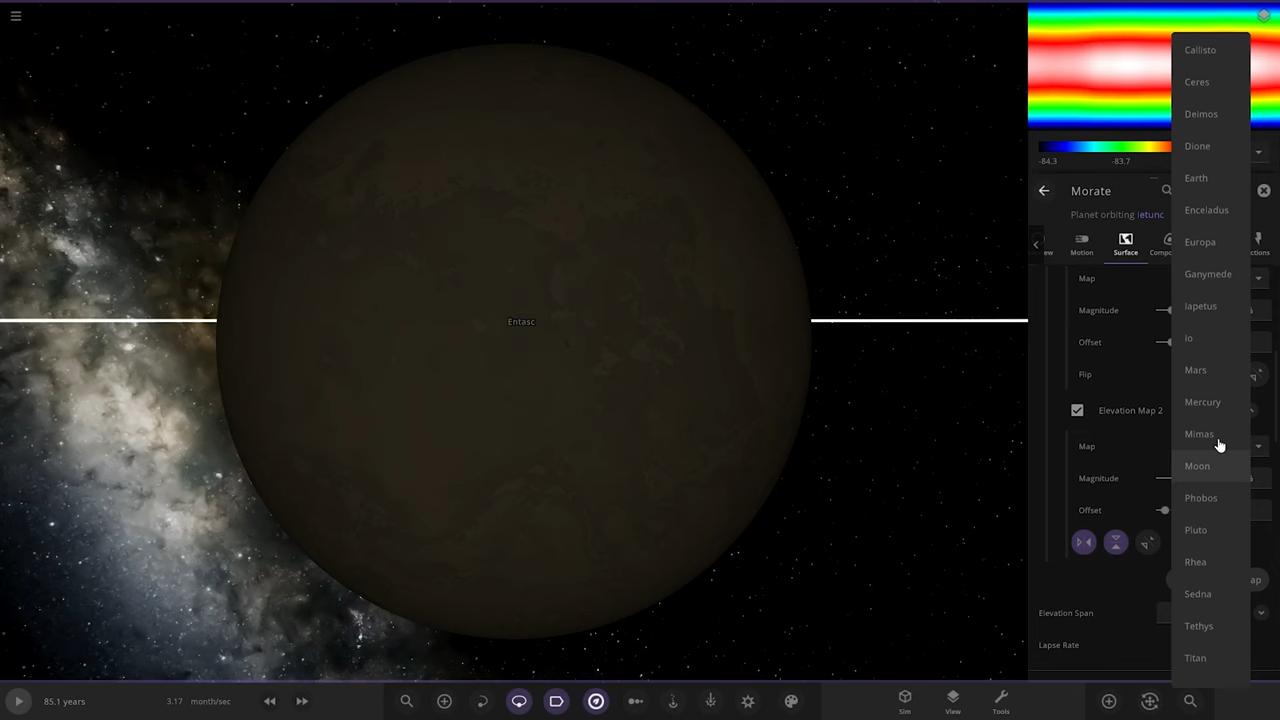 Entasc
-84.3
-83.7
Morate
Planet orbiting Ietunc
Motion
Surface
Map
Magnitude
Offset
Flip
Elevation Map 2
Map
Magnitude
Offset
Elevation Span
Lapse Rate
Callisto
Ceres
Deimos
Dione
Earth
Enceladus
Europa
Ganymede
Iapetus
Io
Mars
Mercury
Mimas
Moon
Phobos
Pluto
Rhea
Sedna
Tethys
Titan
85.1 years
3.17 month/sec
Sim
View
Tools